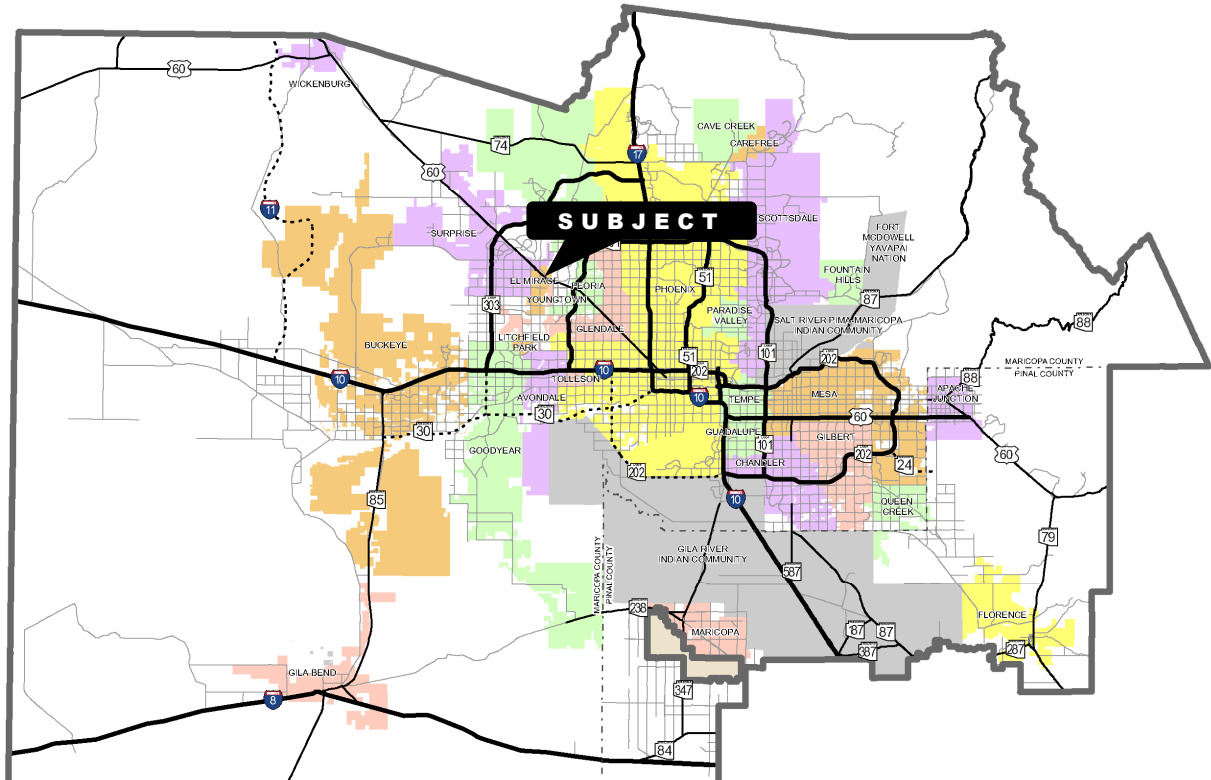 60
WICKENBURG
17
74
CAVE CREEK
CAREFREE
60
11
SURPRISE
SUBJECT
SCOTTSDALE
FORT
MCDOWELL
YAVAPAI
NATION
FOUNTAIN
HILLS
EL MIRAGE
PEORIA
YOUNGTOWN
303
51
PHOENIX
87
PARADISE
VALLEY
SALT RIVER PIMA-MARICOPA
INDIAN COMMUNITY
88
GLENDALE
LITCHFIELD
PARK
BUCKEYE
51
101
202
MARICOPA COUNTY
PINAL COUNTY
10
10
202
88
TOLLESON
AVONDALE
10
TEMPE
MESA
APACHE
JUNCTION
30
30
60
GUADALUPE
GILBERT
101
GOODYEAR
CHANDLER
202
24
60
202
85
10
QUEEN
CREEK
79
MARICOPA COUNTY
PINAL COUNTY
GILA RIVER
INDIAN COMMUNITY
587
238
MARICOPA
FLORENCE
187
87
387
287
GILA BEND
8
347
84